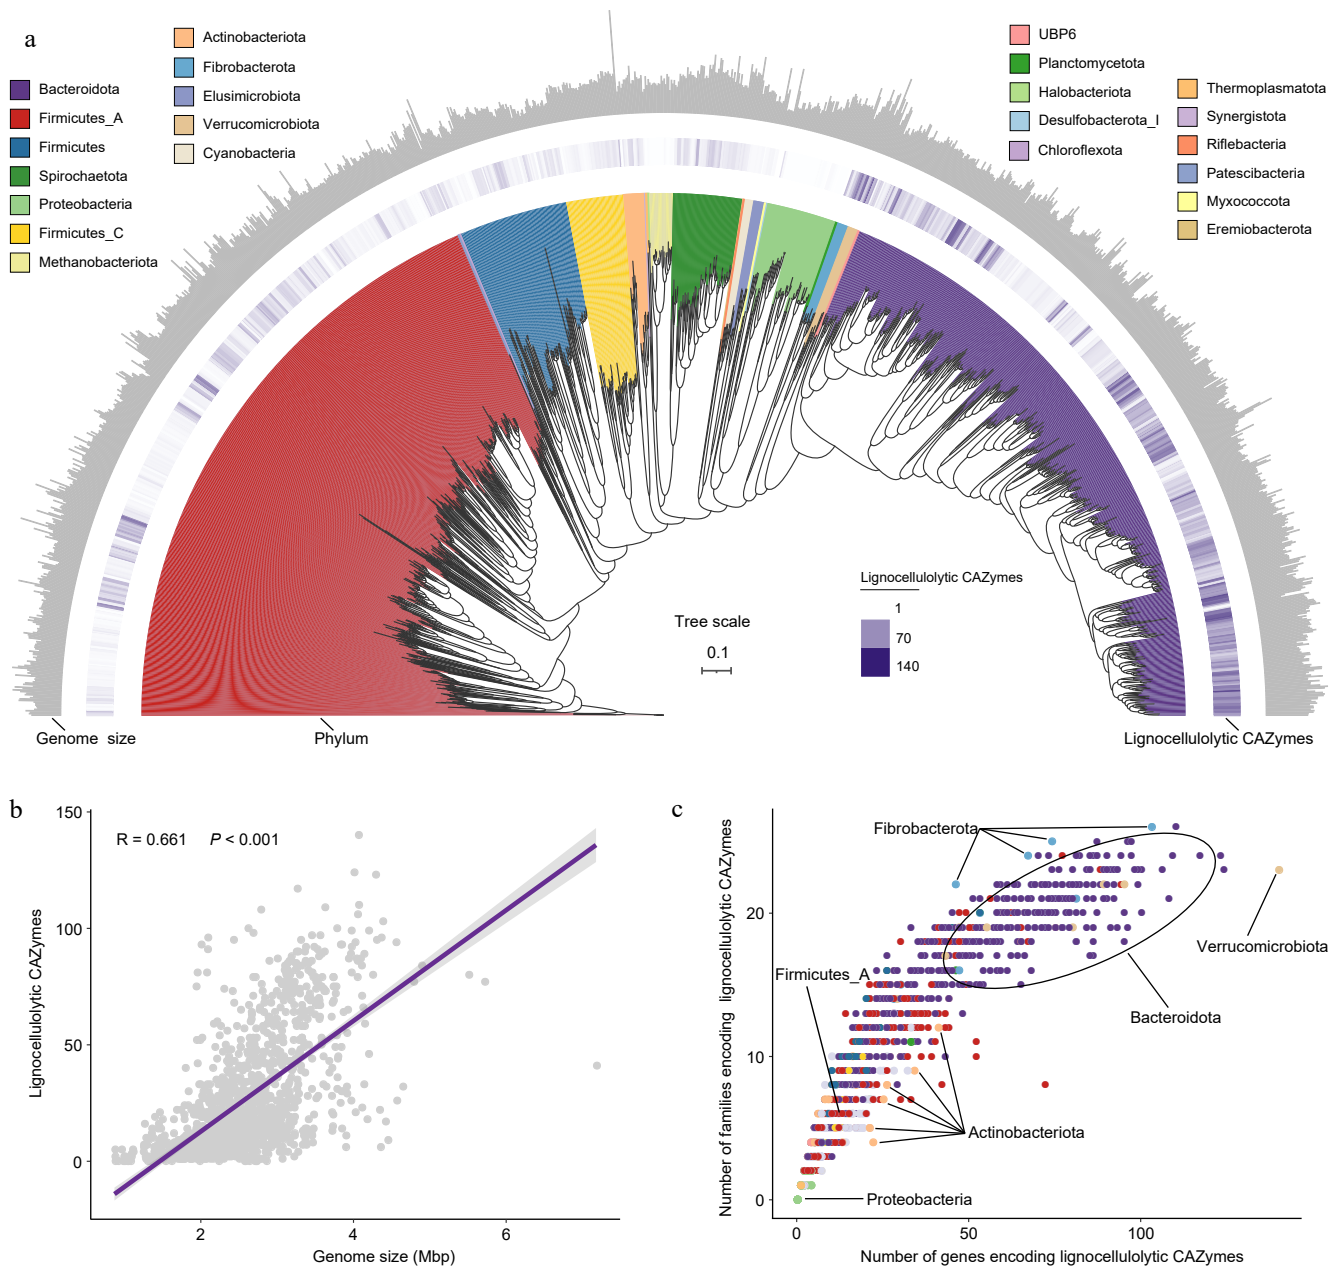 a
Bacteroidota
Firmicutes_A
Firmicutes
Spirochaetota
Proteobacteria
Firmicutes_C
Methanobacteriota
Actinobacteriota
Fibrobacterota
Elusimicrobiota
Verrucomicrobiota
Cyanobacteria
UBP6
Planctomycetota
Halobacteriota
Desulfobacterota_I
Chloroflexota
Thermoplasmatota
Synergistota
Riflebacteria
Patescibacteria
Myxococcota
Eremiobacterota
Lignocellulolytic CAZymes
1
70
140
Tree scale
0.1
Genome size
Phylum
Lignocellulolytic CAZymes
b
R = 0.661 P < 0.001
Lignocellulolytic CAZymes
150
100
50
0
2
4
6
Genome size (Mbp)
c
Number of families encoding lignocellulolytic CAZymes
20
10
0
0
50
100
Number of genes encoding lignocellulolytic CAZymes
Fibrobacterota
Verrucomicrobiota
Firmicutes_A
Bacteroidota
Actinobacteriota
Proteobacteria